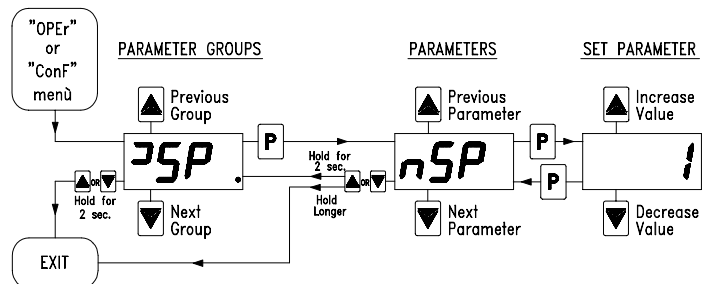 "OPEr"
or
"ConF"
menù
PARAMETER GROUPS
PARAMETERS
SET PARAMETER
Previous
Group
Previous
Parameter
Increase
Value
P
P
P
ᆿSP.
nSP
1
Hold for
2 sec.
OR
OR
Hold for
2 sec.
Hold
Longer
Next
Group
Next
Parameter
Decrease
Value
EXIT